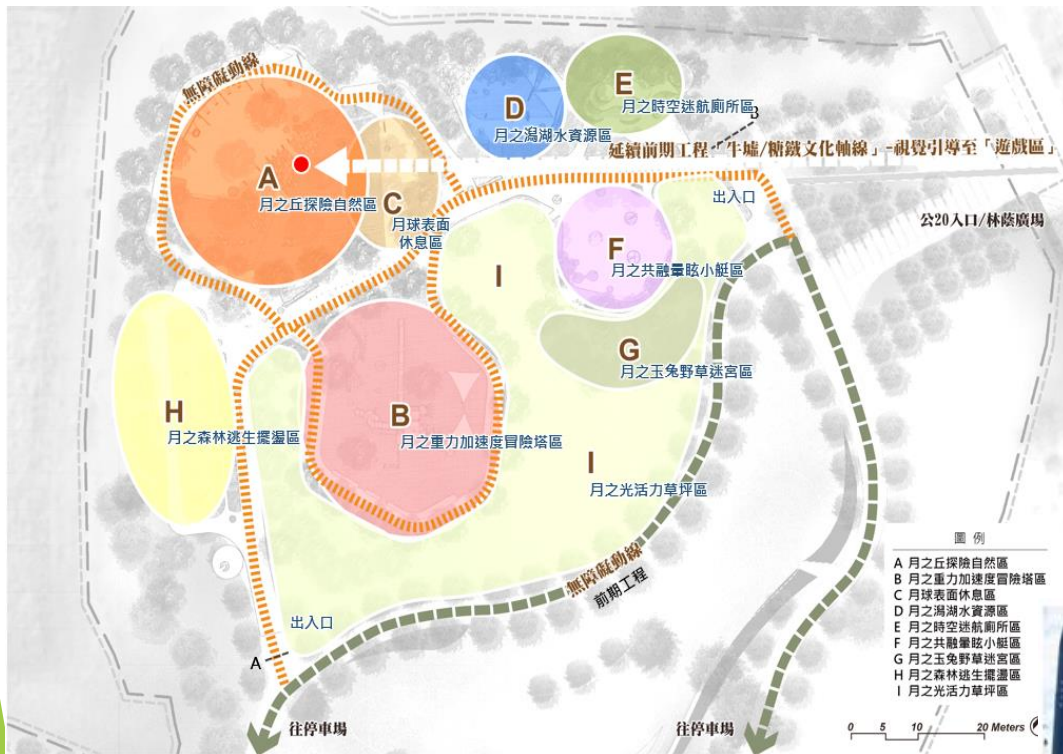 無障礙動線
A
月之丘探險自然區
C
月球表面
休息區
D
月之潟湖水資源區
E
月之時空迷航廁所區
B
延續前期工程「牛墟/糖鐵文化軸線」-視覺引導至「遊戲區」
出入口
公20入口/林蔭廣場
F
月之共融暈眩小艇區
I
G
月之玉兔野草迷宮區
H
月之森林逃生擺盪區
B
月之重力加速度冒險塔區
I
月之光活力草坪區
無障礙動線
前期工程
出入口
A
往停車場
往停車場
圖 例
A 月之丘探險自然區
B 月之重力加速度冒險塔區
C 月球表面休息區
D 月之潟湖水資源區
E 月之時空迷航廁所區
F 月之共融暈眩小艇區
G 月之玉兔野草迷宮區
H 月之森林逃生擺盪區
I 月之光活力草坪區
0 5 10 20 Meters